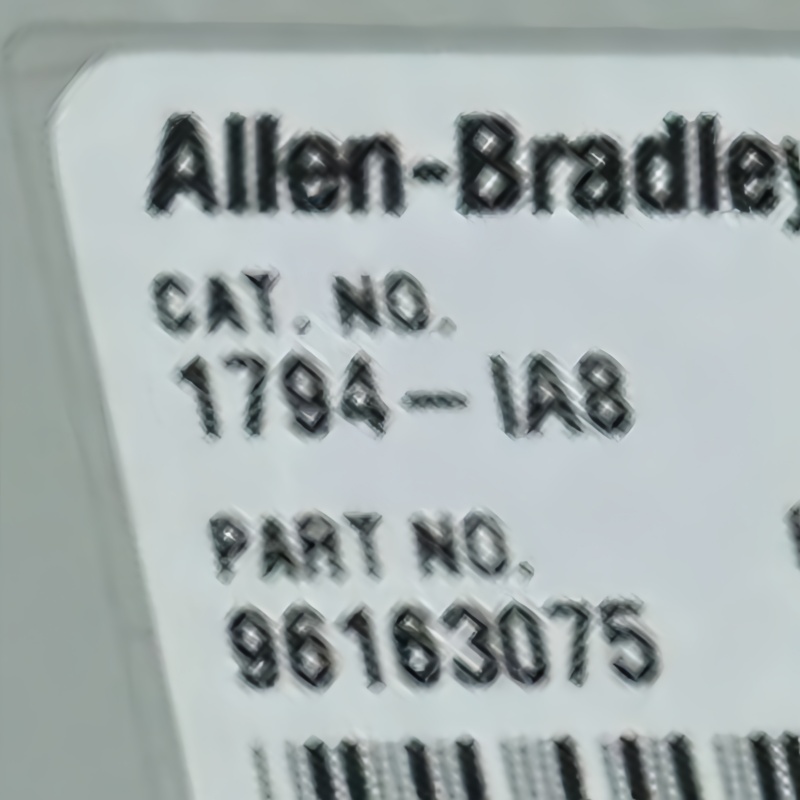 Allen-Bradley
CAT. NO.
1794-IA8
PART NO.
96163075